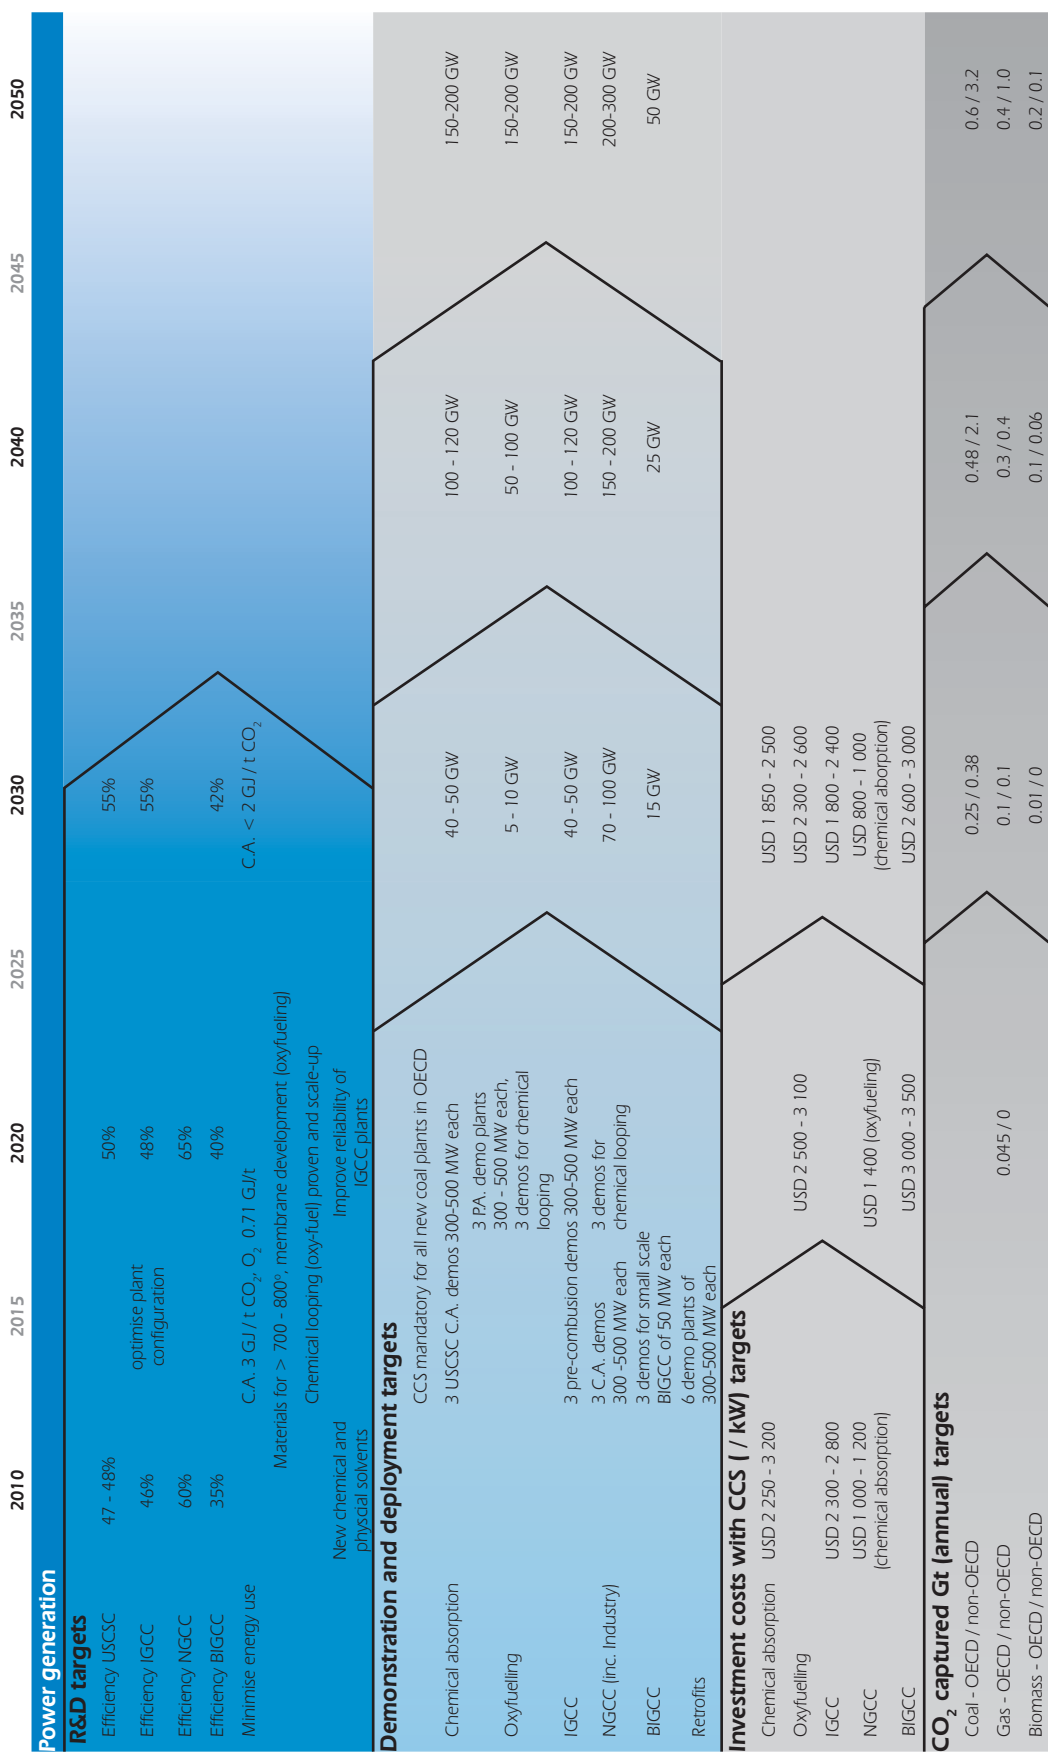 2010 2015 2020 2025 2030 2035 2040 2045 2050
Power generation
R&D targets
Efficiency USCSC 47 - 48% 50% 55%
Efficiency IGCC 46% optimise plant configuration 48% 55%
Efficiency NGCC 60% 65%
Efficiency BIGCC 35% 40% 42%
Minimise energy use C.A. 3 GJ / t CO2, O2 0.71 GJ/t C.A. < 2 GJ / t CO2
Materials for > 700 - 800°, membrane development (oxyfueling)
Chemical looping (oxy-fuel) proven and scale-up
New chemical and Improve reliability of
physcial solvents IGCC plants
Demonstration and deployment targets
CCS mandatory for all new coal plants in OECD
Chemical absorption 3 USCSC C.A. demos 300-500 MW each 40 - 50 GW 100 - 120 GW 150-200 GW
3 P.A. demo plants
Oxyfuelling 300 - 500 MW each, 5 - 10 GW 50 - 100 GW 150-200 GW
3 demos for chemical
looping
IGCC 3 pre-combusion demos 300-500 MW each 40 - 50 GW 100 - 120 GW 150-200 GW
NGCC (inc. Industry) 3 C.A. demos 3 demos for 70 - 100 GW 150 - 200 GW 200-300 GW
300 -500 MW each chemical looping
3 demos for small scale
BIGCC BIGCC of 50 MW each 15 GW 25 GW 50 GW
6 demo plants of
Retrofits 300-500 MW each
Investment costs with CCS ( / kW) targets
Chemical absorption USD 2 250 - 3 200 USD 1 850 - 2 500
Oxyfuelling USD 2 500 - 3 100 USD 2 300 - 2 600
IGCC USD 2 300 - 2 800 USD 1 800 - 2 400
NGCC USD 1 000 - 1 200 USD 1 400 (oxyfueling) USD 800 - 1 000
(chemical absorption) (chemical aborption)
BIGCC USD 3 000 - 3 500 USD 2 600 - 3 000
CO2 captured Gt (annual) targets
Coal - OECD / non-OECD 0.25 / 0.38 0.48 / 2.1 0.6 / 3.2
Gas - OECD / non-OECD 0.045 / 0 0.1 / 0.1 0.3 / 0.4 0.4 / 1.0
Biomass - OECD / non-OECD 0.01 / 0 0.1 / 0.06 0.2 / 0.1